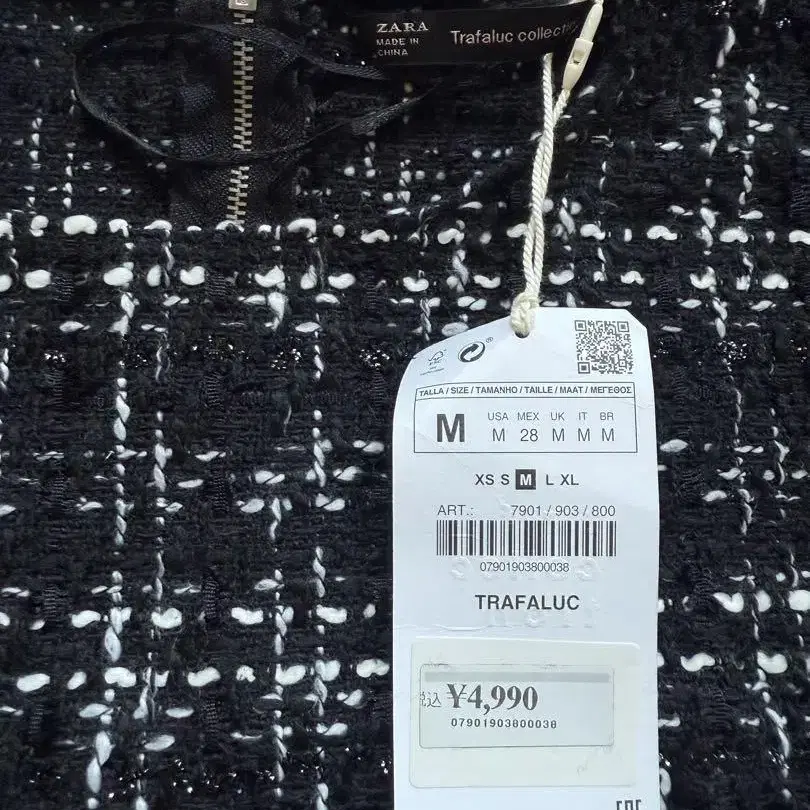 ZARA
MADE IN
CHINA
Trafaluc collection
TALLA / SIZE / TAMANHO / TAILLE / MAAT / ΜΕΓΕΘΟΣ
M
USA MEX UK IT BR
M 28 M M M
XS S M L XL
ART.: 7901 / 903 / 800
07901903800038
TRAFALUC
税込 ¥4,990
07901903800038